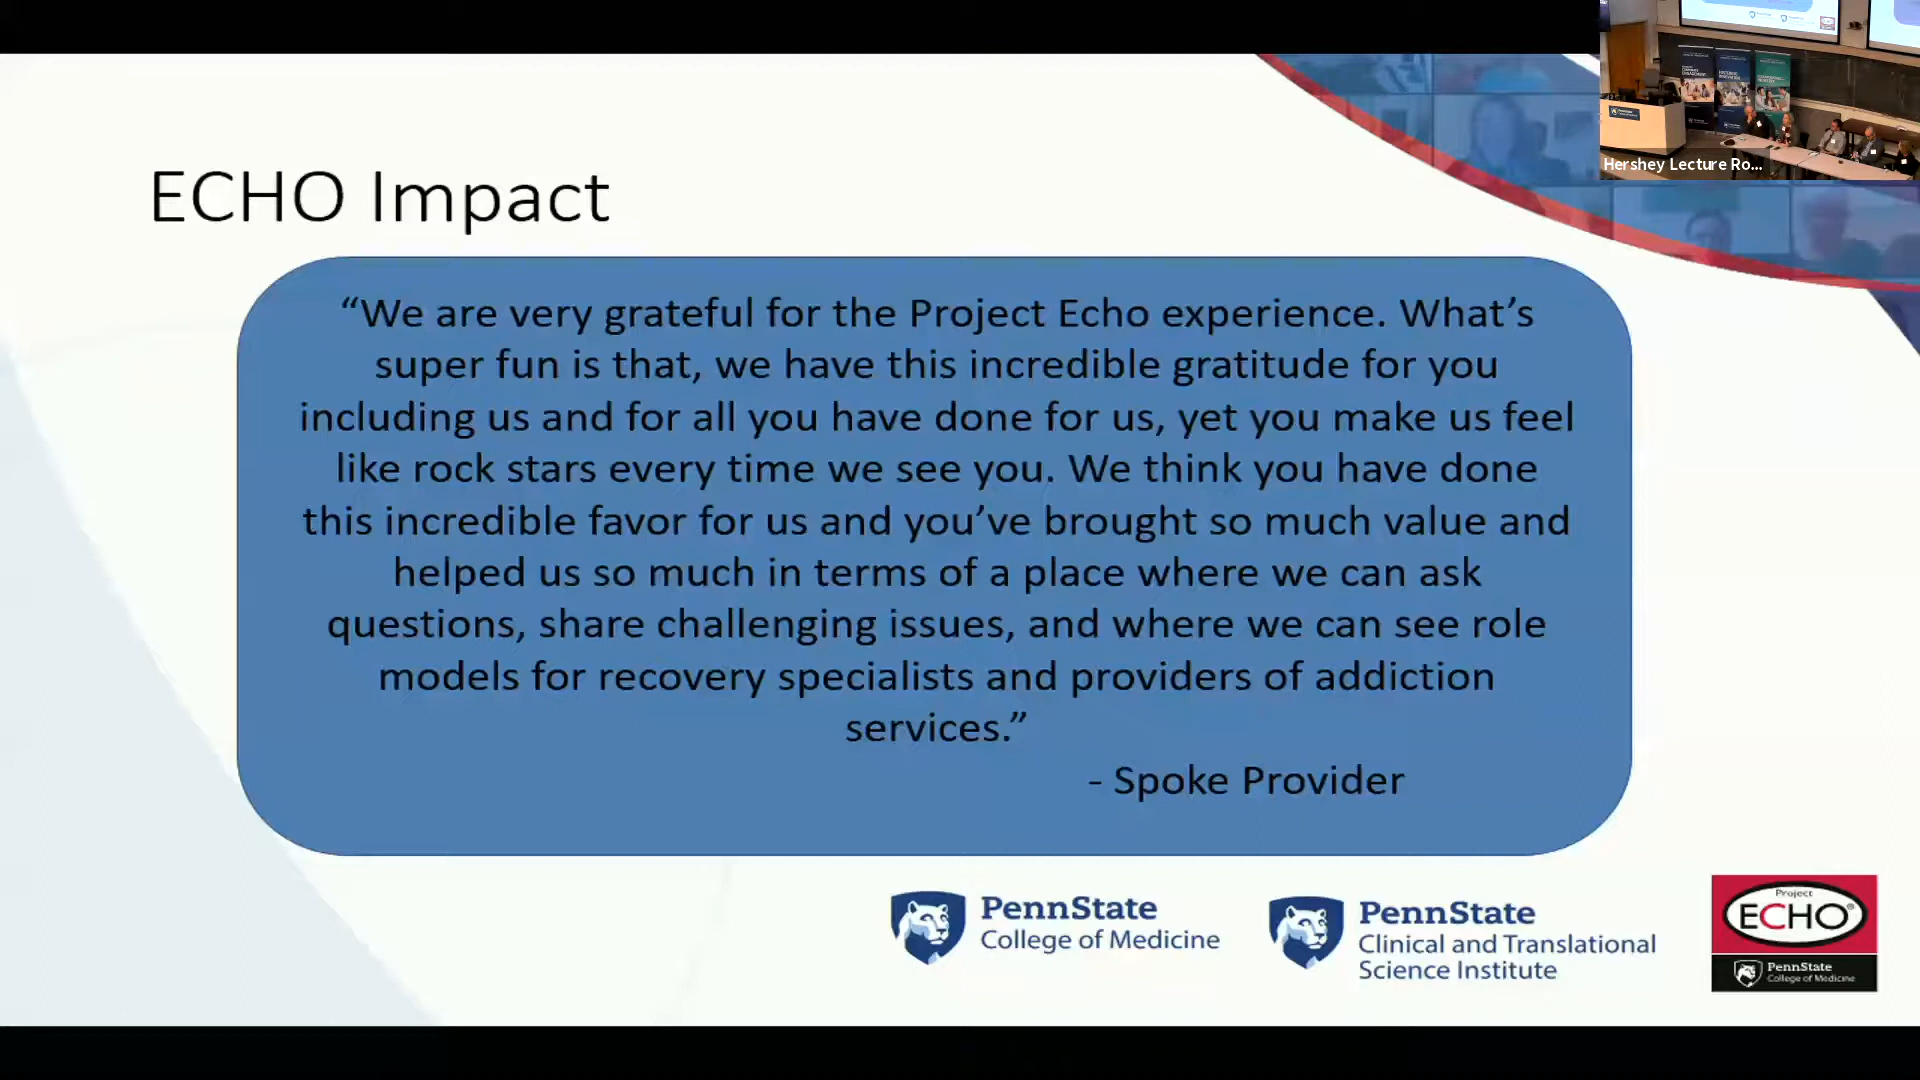 Hershey Lecture Ro...
ECHO Impact
“We are very grateful for the Project Echo experience. What’s
super fun is that, we have this incredible gratitude for you
including us and for all you have done for us, yet you make us feel
like rock stars every time we see you. We think you have done
this incredible favor for us and you’ve brought so much value and
helped us so much in terms of a place where we can ask
questions, share challenging issues, and where we can see role
models for recovery specialists and providers of addiction
services.”
- Spoke Provider
PennState
College of Medicine
PennState
Clinical and Translational
Science Institute
Project
ECHO®
PennState
College of Medicine